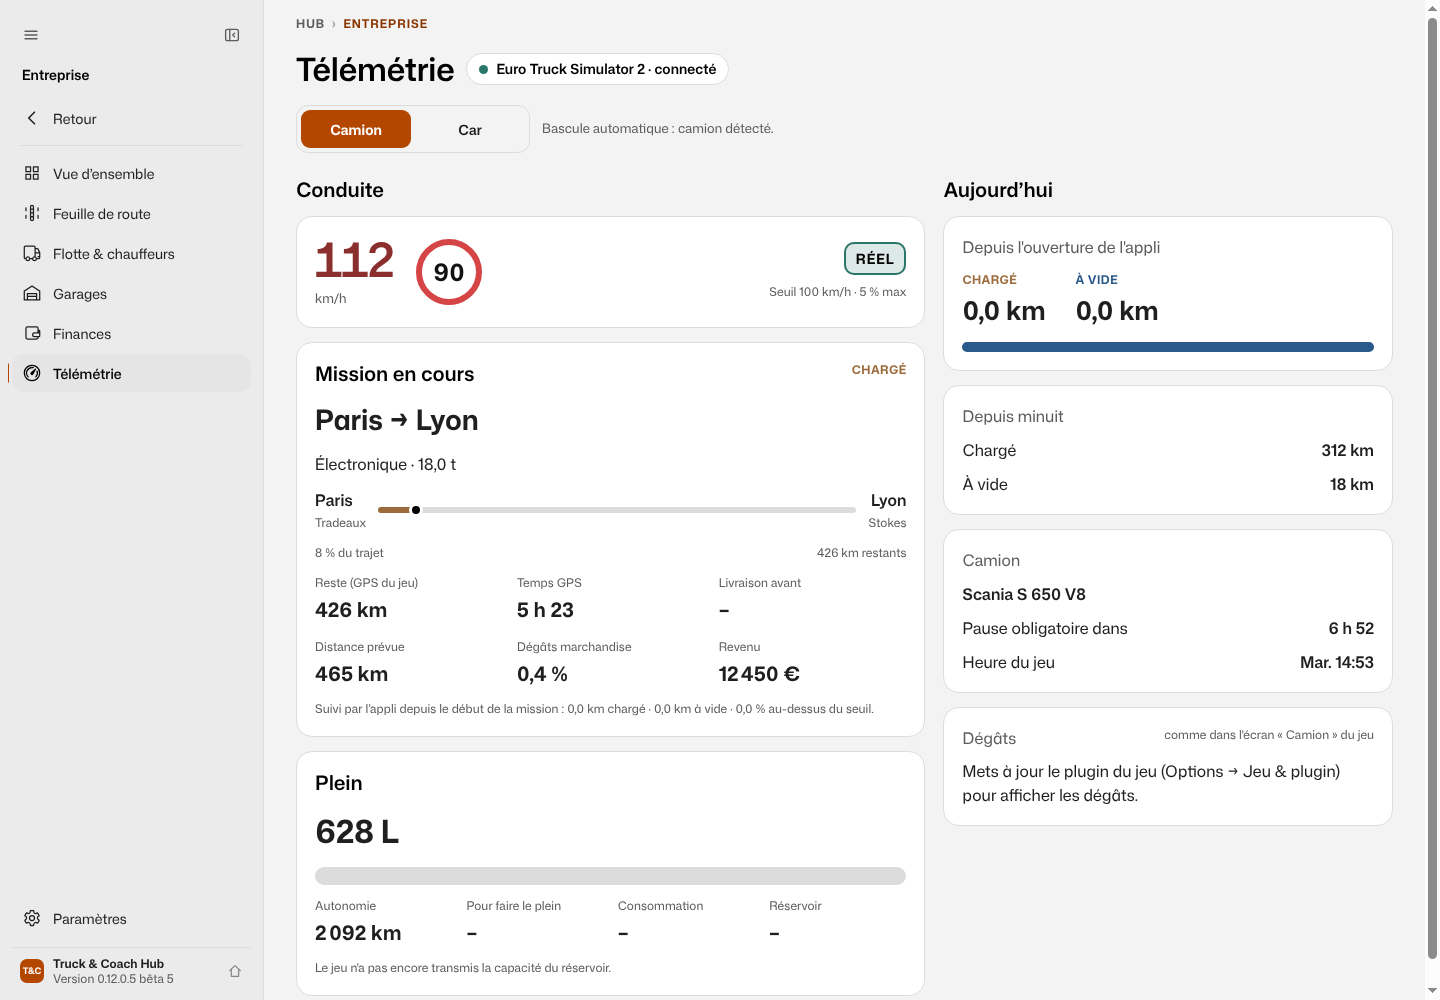 Entreprise
Retour
Vue d’ensemble
Feuille de route
Flotte & chauffeurs
Garages
Finances
Télémétrie
Paramètres
T&C
Truck & Coach Hub
Version 0.12.0.5 bêta 5
HUB › ENTREPRISE
Télémétrie
Euro Truck Simulator 2 · connecté
Camion
Car
Bascule automatique : camion détecté.
Conduite
112
km/h
90
RÉEL
Seuil 100 km/h · 5 % max
Mission en cours
CHARGÉ
Paris → Lyon
Électronique · 18,0 t
Paris
Tradeaux
Lyon
Stokes
8 % du trajet
426 km restants
Reste (GPS du jeu)
426 km
Temps GPS
5 h 23
Livraison avant
–
Distance prévue
465 km
Dégâts marchandise
0,4 %
Revenu
12 450 €
Suivi par l’appli depuis le début de la mission : 0,0 km chargé · 0,0 km à vide · 0,0 % au-dessus du seuil.
Plein
628 L
Autonomie
2 092 km
Pour faire le plein
–
Consommation
–
Réservoir
–
Le jeu n’a pas encore transmis la capacité du réservoir.
Aujourd’hui
Depuis l’ouverture de l’appli
CHARGÉ
0,0 km
À VIDE
0,0 km
Depuis minuit
Chargé
312 km
À vide
18 km
Camion
Scania S 650 V8
Pause obligatoire dans
6 h 52
Heure du jeu
Mar. 14:53
Dégâts
comme dans l’écran « Camion » du jeu
Mets à jour le plugin du jeu (Options → Jeu & plugin)
pour afficher les dégâts.